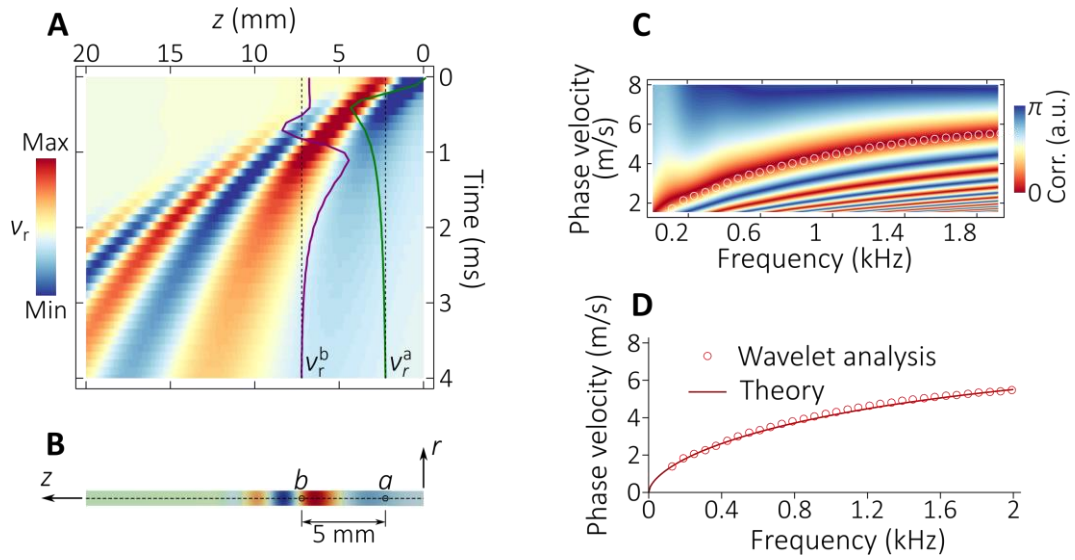 A
z (mm)
20 15 10 5 0
0
1
2
3
4
Time (ms)
Max
v_r
Min
v_r^b
v_r^a
B
r
z
b
a
5 mm
C
Phase velocity
(m/s)
8
6
4
2
0.2 0.6 1 1.4 1.8
Frequency (kHz)
π
0
Corr. (a.u.)
D
Phase velocity (m/s)
8
6
4
2
0
Wavelet analysis
Theory
0 0.4 0.8 1.2 1.6 2
Frequency (kHz)